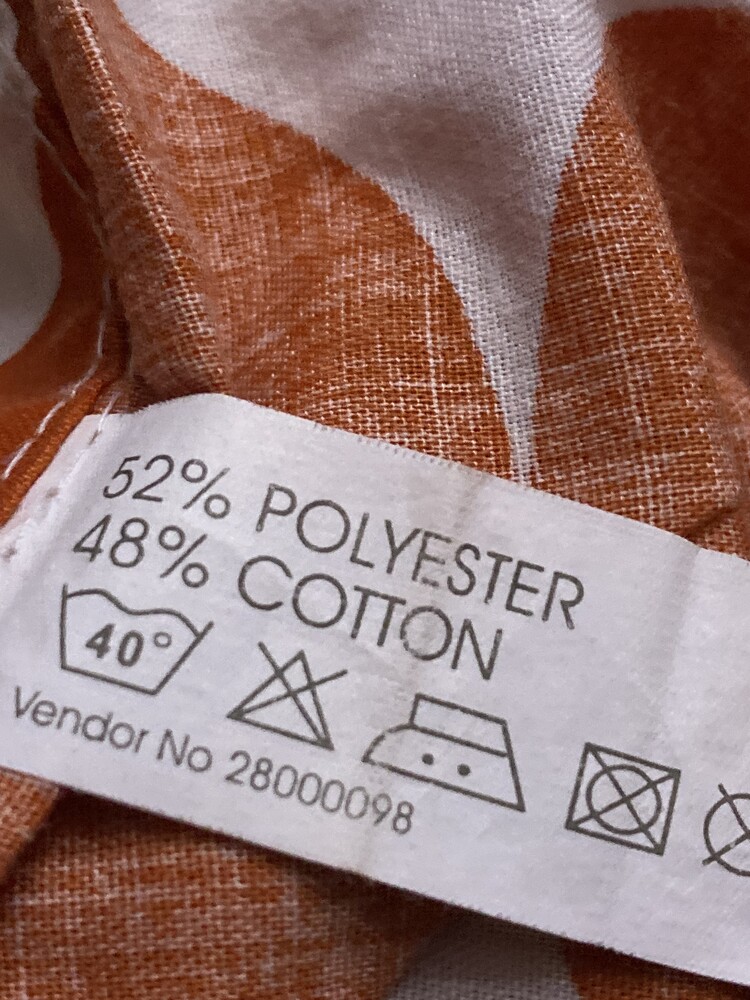 52% POLYESTER
48% COTTON
40°
Vendor No 28000098